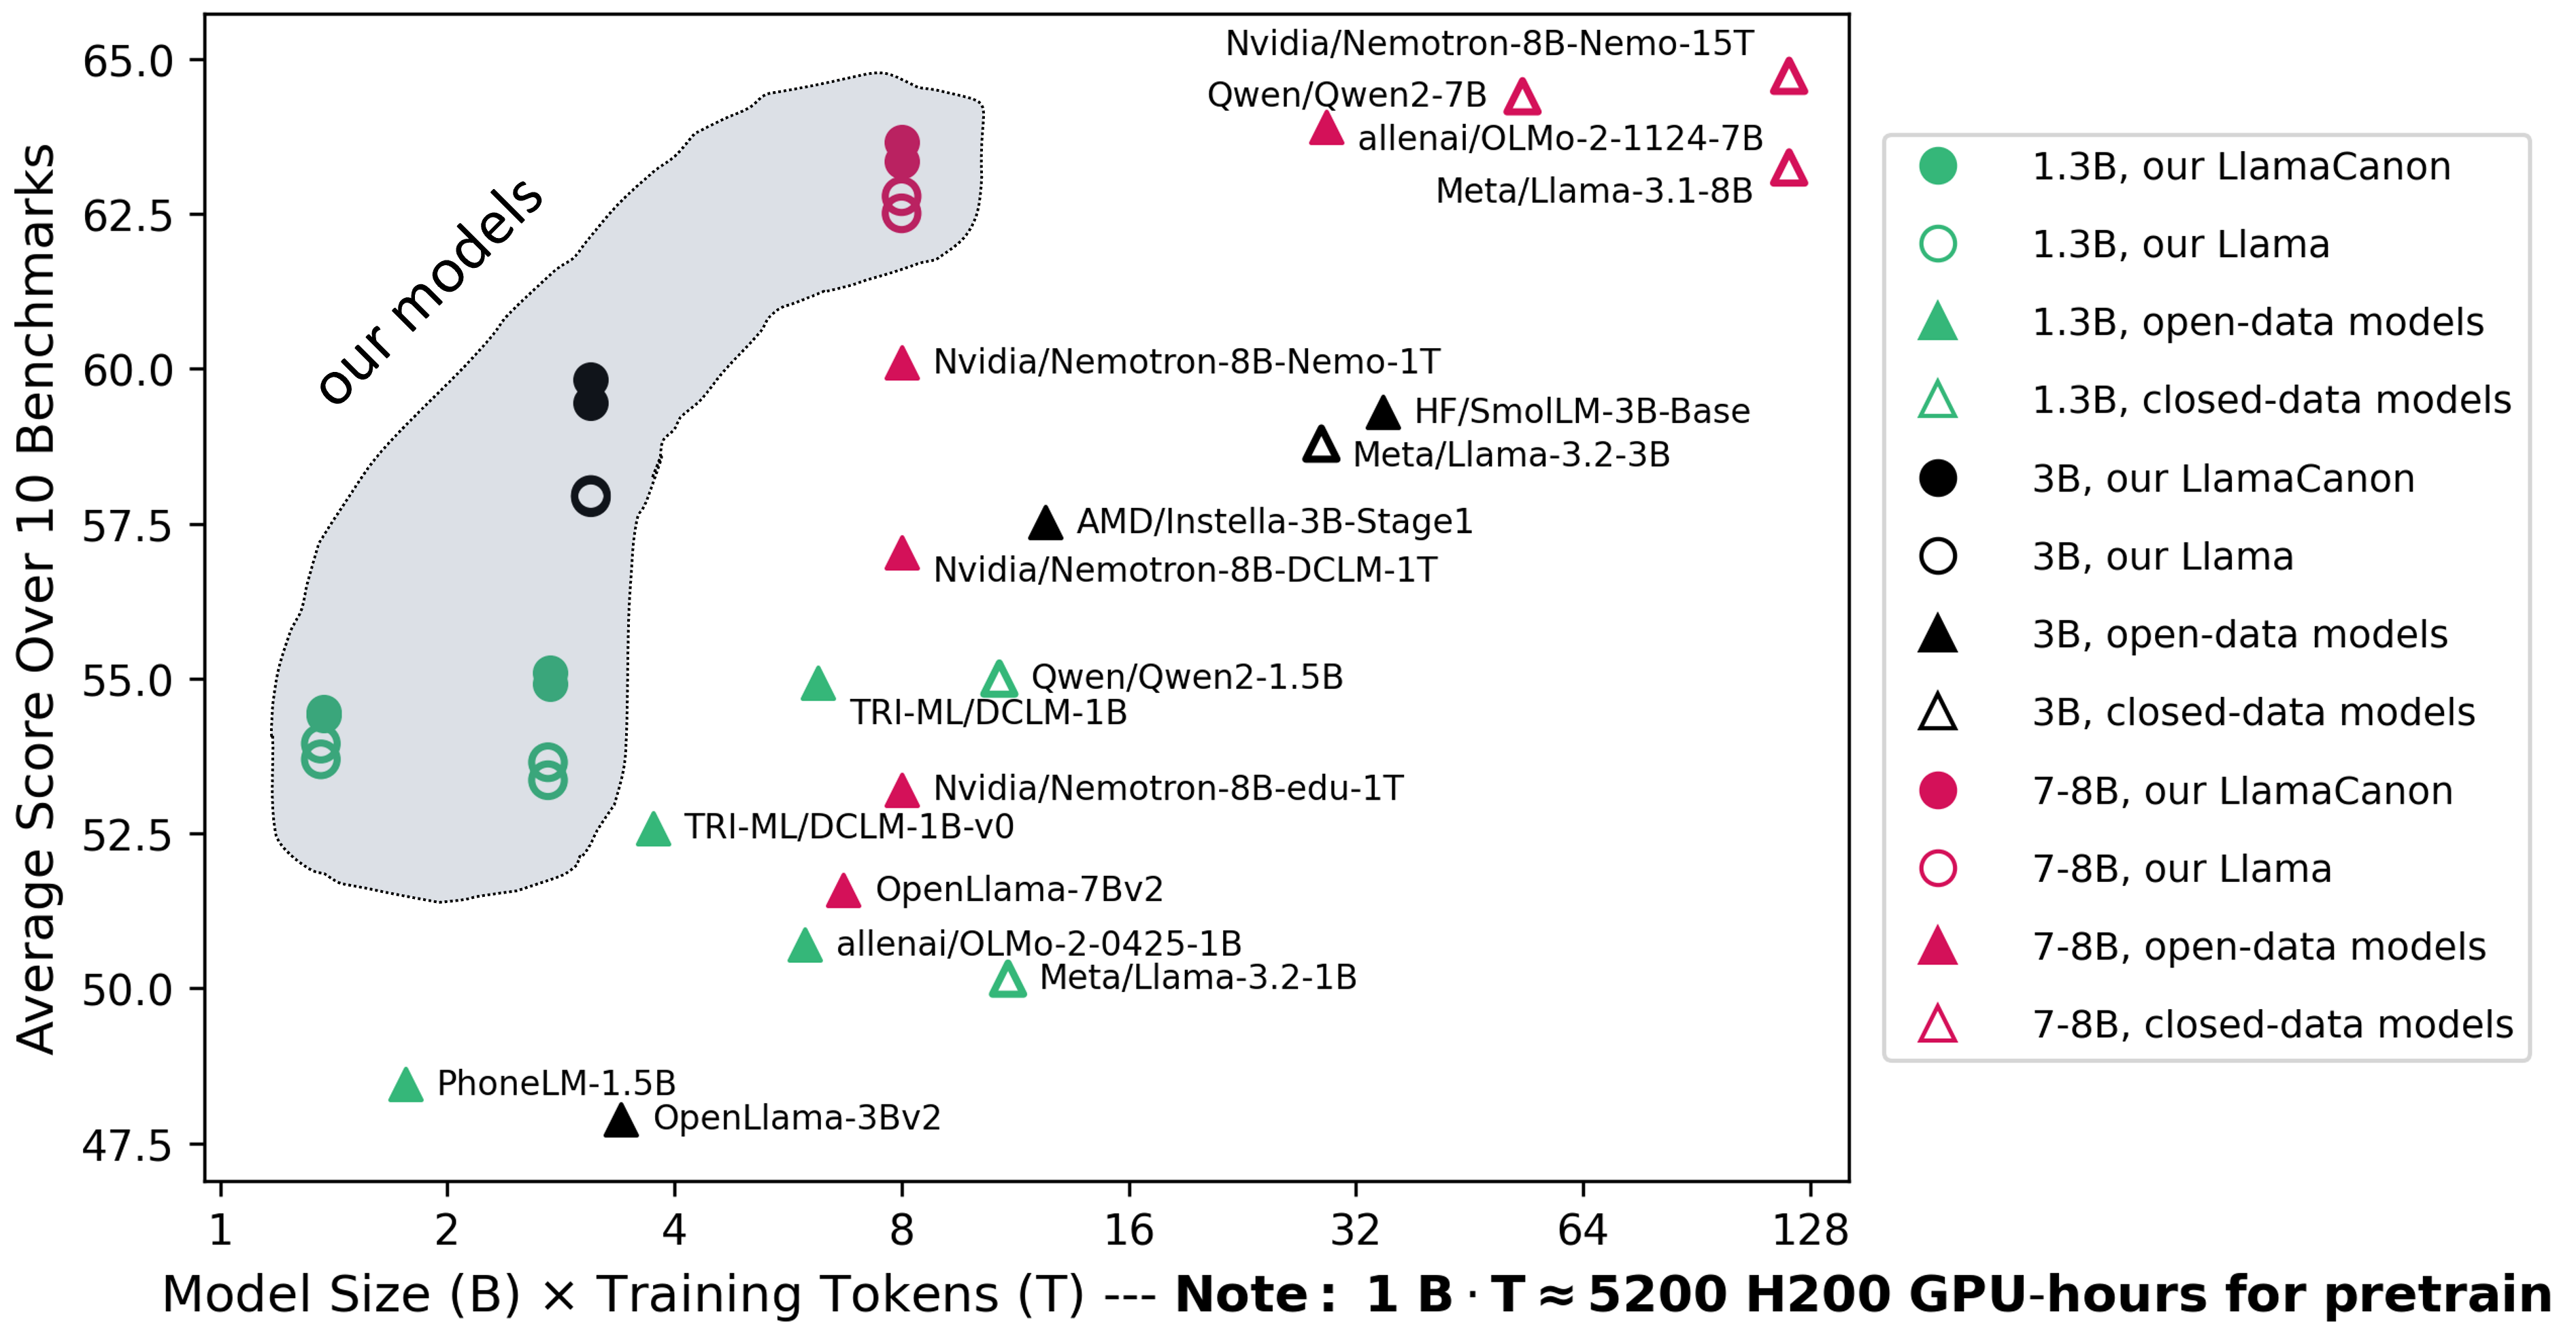 Average Score Over 10 Benchmarks
65.0
62.5
60.0
57.5
55.0
52.5
50.0
47.5
our models
Nvidia/Nemotron-8B-Nemo-15T
Qwen/Qwen2-7B
allenai/OLMo-2-1124-7B
Meta/Llama-3.1-8B
Nvidia/Nemotron-8B-Nemo-1T
HF/SmolLM-3B-Base
Meta/Llama-3.2-3B
AMD/Instella-3B-Stage1
Nvidia/Nemotron-8B-DCLM-1T
Qwen/Qwen2-1.5B
TRI-ML/DCLM-1B
Nvidia/Nemotron-8B-edu-1T
TRI-ML/DCLM-1B-v0
OpenLlama-7Bv2
allenai/OLMo-2-0425-1B
Meta/Llama-3.2-1B
PhoneLM-1.5B
OpenLlama-3Bv2
1 2 4 8 16 32 64 128
Model Size (B) × Training Tokens (T) --- Note: 1 B · T ≈ 5200 H200 GPU-hours for pretrain
1.3B, our LlamaCanon
1.3B, our Llama
1.3B, open-data models
1.3B, closed-data models
3B, our LlamaCanon
3B, our Llama
3B, open-data models
3B, closed-data models
7-8B, our LlamaCanon
7-8B, our Llama
7-8B, open-data models
7-8B, closed-data models